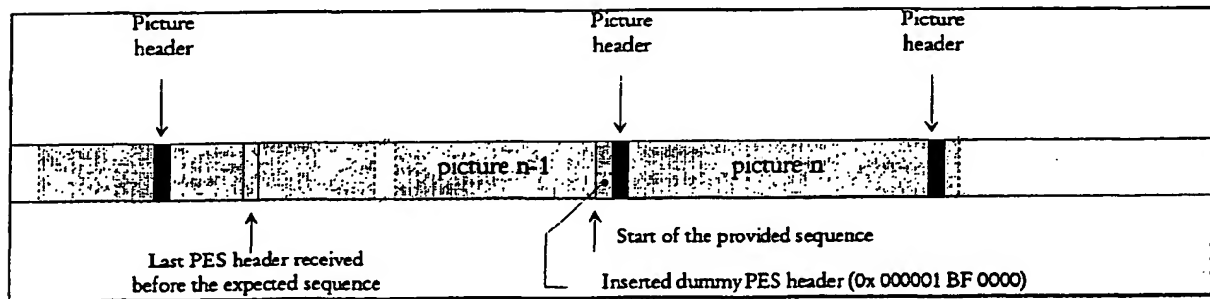 Picture
header
Picture
header
Picture
header
picture n-1
picture n
Last PES header received
before the expected sequence
Start of the provided sequence
Inserted dummy PES header (0x 000001 BF 0000)